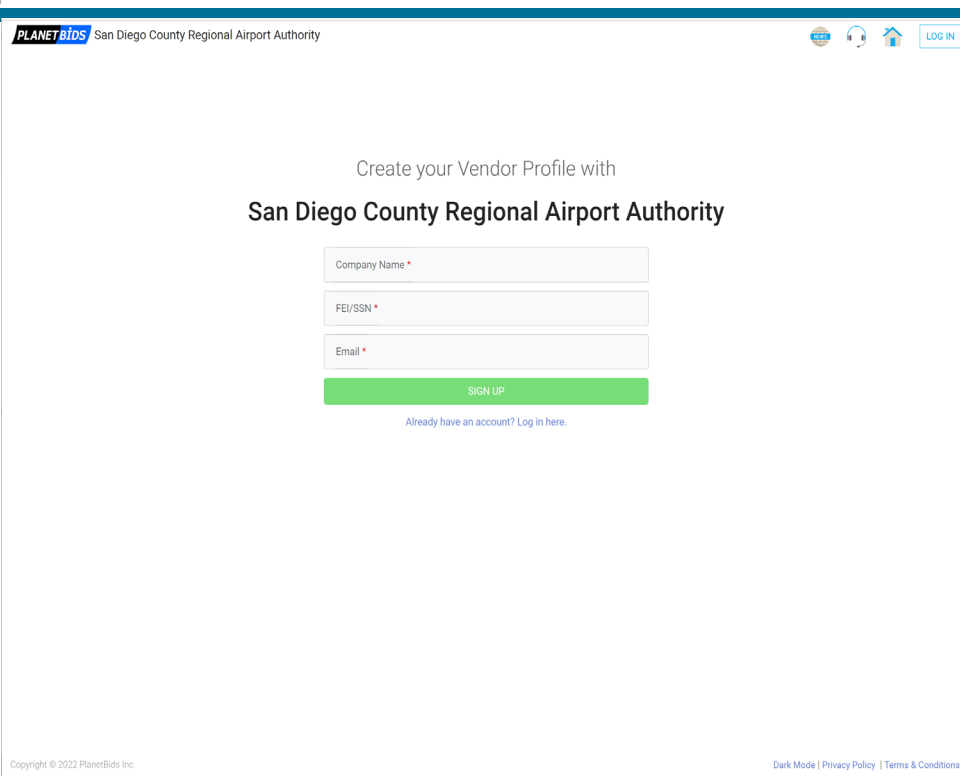 PLANETBIDS San Diego County Regional Airport Authority
NEWS
LOG IN
Create your Vendor Profile with
San Diego County Regional Airport Authority
Company Name *
FEI/SSN *
Email *
SIGN UP
Already have an account? Log in here.
Copyright © 2022 PlanetBids Inc.
Dark Mode | Privacy Policy | Terms & Conditions